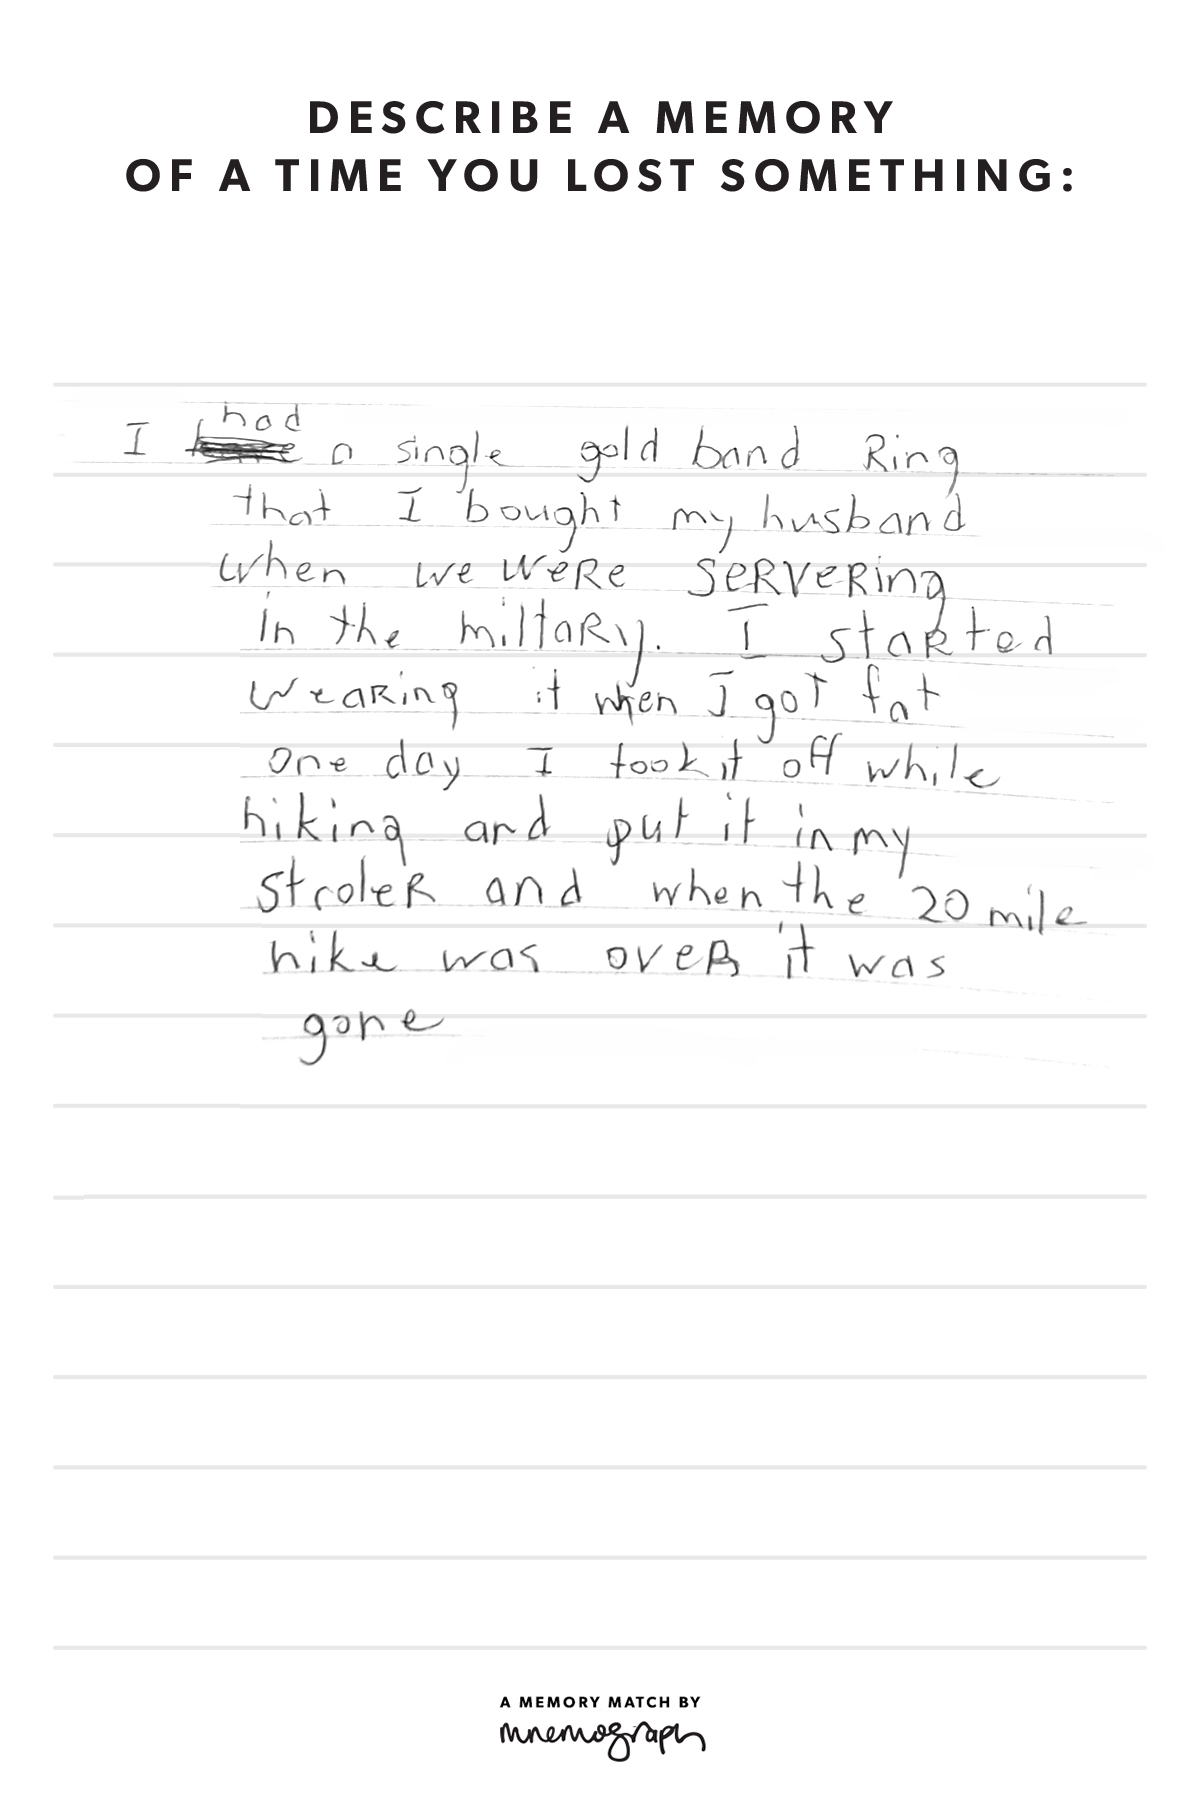 DESCRIBE A MEMORY
OF A TIME YOU LOST SOMETHING:
had
I a single gold band Ring
that I bought my husband
when we weRe SeRveRing
in the miltaRy. I staRted
weaRing it when I got fat
one day I took it off while
hiking and put it in my
StroleR and when the 20 mile
hike was oveR it was
gone
A MEMORY MATCH BY
mnemograph